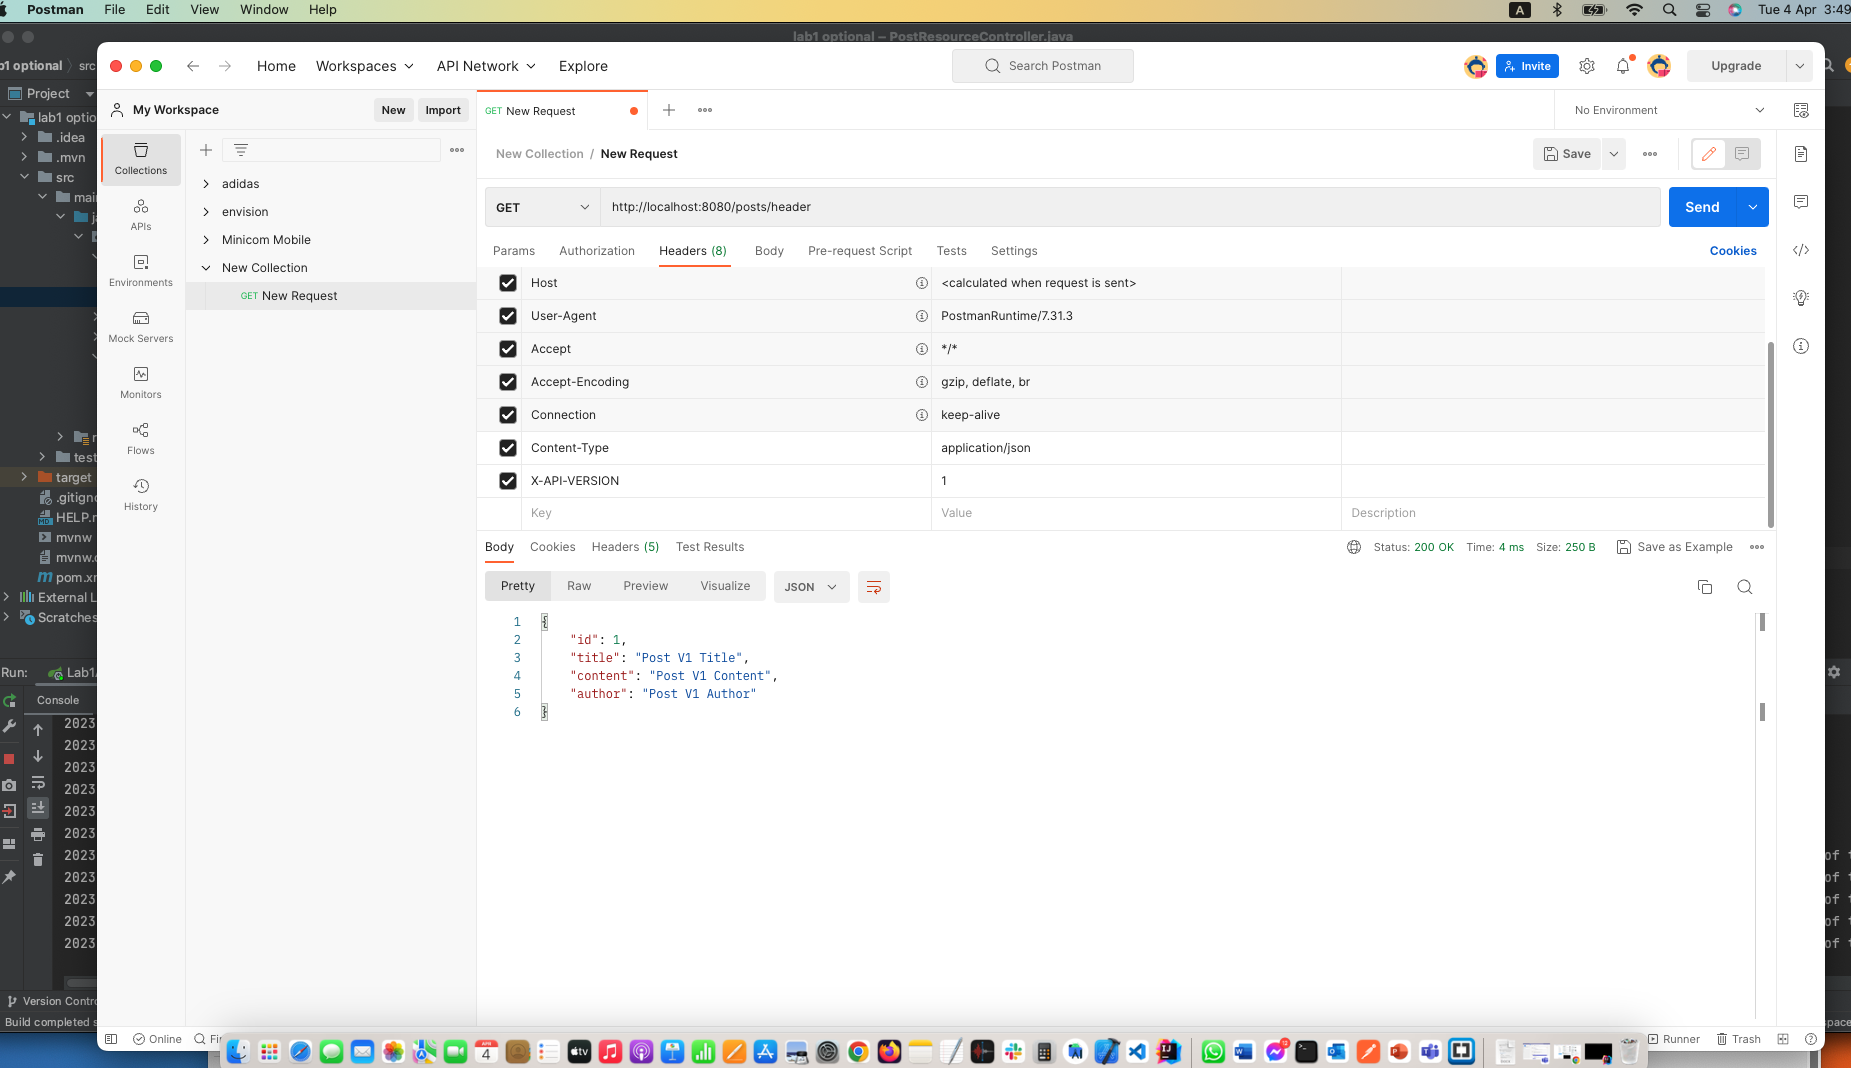 Postman File Edit View Window Help
A Tue 4 Apr 3:49
lab1 optional – PostResourceController.java
Home Workspaces API Network Explore
Search Postman
Invite
Upgrade
My Workspace
New Import
GET New Request
No Environment
New Collection / New Request
Save
GET http://localhost:8080/posts/header
Send
Params Authorization Headers (8) Body Pre-request Script Tests Settings
Cookies
Host <calculated when request is sent>
User-Agent PostmanRuntime/7.31.3
Accept */*
Accept-Encoding gzip, deflate, br
Connection keep-alive
Content-Type application/json
X-API-VERSION 1
Key Value Description
Body Cookies Headers (5) Test Results
Status: 200 OK Time: 4 ms Size: 250 B Save as Example
Pretty Raw Preview Visualize JSON
1 {
2 "id": 1,
3 "title": "Post V1 Title",
4 "content": "Post V1 Content",
5 "author": "Post V1 Author"
6 }
Collections
APIs
Environments
Mock Servers
Monitors
Flows
History
adidas
envision
Minicom Mobile
New Collection
GET New Request
optional src
Project
lab1 optio
.idea
.mvn
src
mai
test
target
.gitign
HELP.
mvnw
mvnw.
pom.x
External L
Scratches
Run: Lab1
Console
2023
2023
2023
2023
2023
2023
2023
2023
2023
2023
2023
of
of
of
of
of
Version Contr
Build completed s
Online
Runner Trash
APR
4
tv